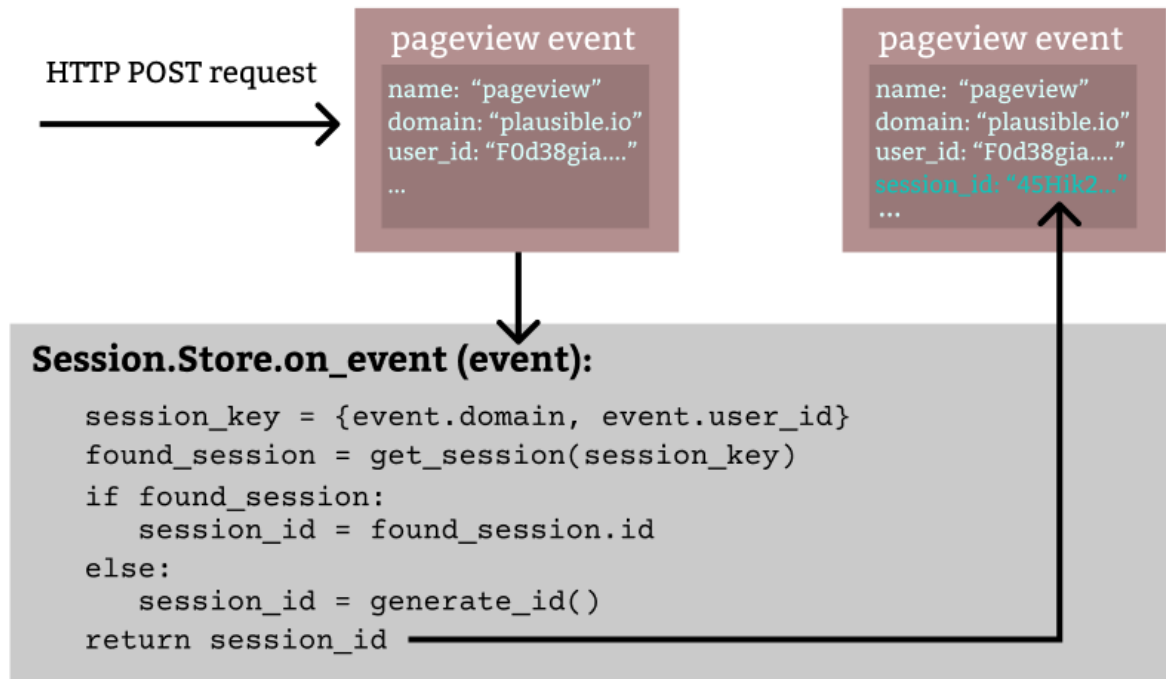 HTTP POST request
pageview event
name:  “pageview”
domain: “plausible.io”
user_id: “F0d38gia....”
...
pageview event
name:  “pageview”
domain: “plausible.io”
user_id: “F0d38gia....”
session_id: “45Hik2...”
...
Session.Store.on_event (event):
session_key = {event.domain, event.user_id}
found_session = get_session(session_key)
if found_session:
   session_id = found_session.id
else:
   session_id = generate_id()
return session_id